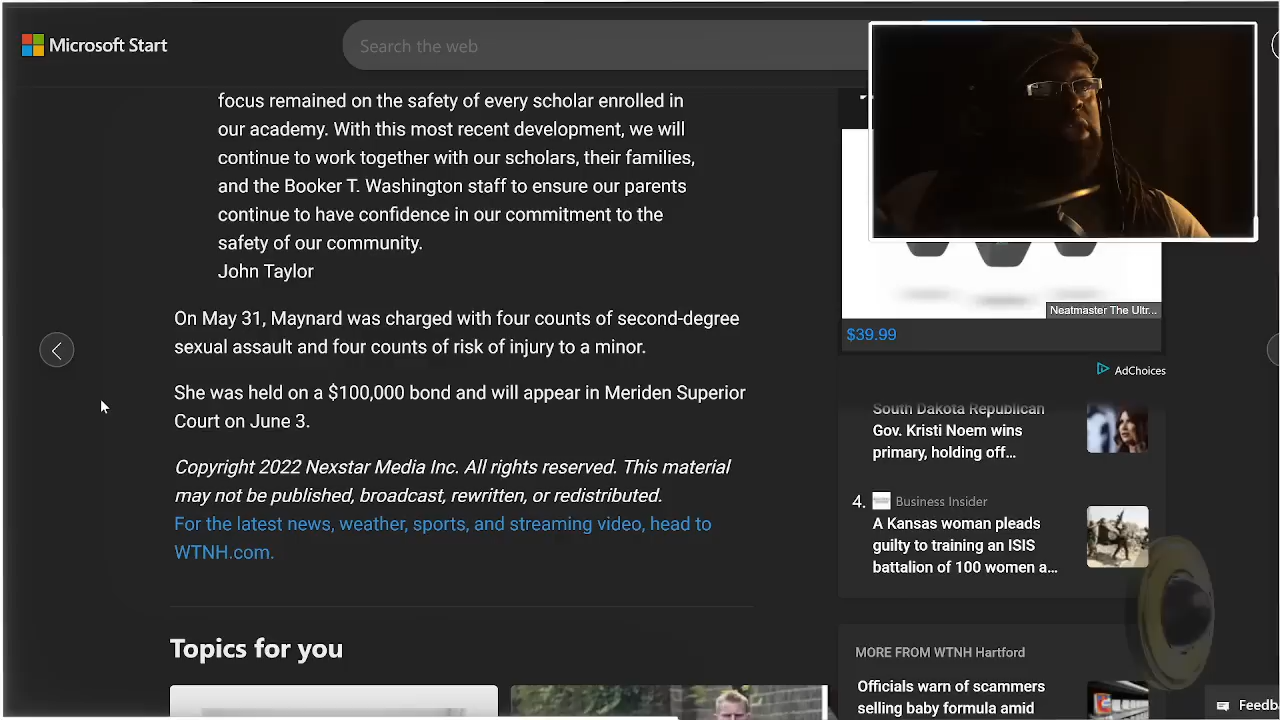 Microsoft Start
Search the web
focus remained on the safety of every scholar enrolled in
our academy. With this most recent development, we will
continue to work together with our scholars, their families,
and the Booker T. Washington staff to ensure our parents
continue to have confidence in our commitment to the
safety of our community.
John Taylor
On May 31, Maynard was charged with four counts of second-degree
sexual assault and four counts of risk of injury to a minor.
She was held on a $100,000 bond and will appear in Meriden Superior
Court on June 3.
Copyright 2022 Nexstar Media Inc. All rights reserved. This material
may not be published, broadcast, rewritten, or redistributed.
For the latest news, weather, sports, and streaming video, head to
WTNH.com.
Topics for you
Neatmaster The Ultr...
$39.99
AdChoices
South Dakota Republican
Gov. Kristi Noem wins
primary, holding off...
4. Business Insider
A Kansas woman pleads
guilty to training an ISIS
battalion of 100 women a...
MORE FROM WTNH Hartford
Officials warn of scammers
selling baby formula amid
Feedb